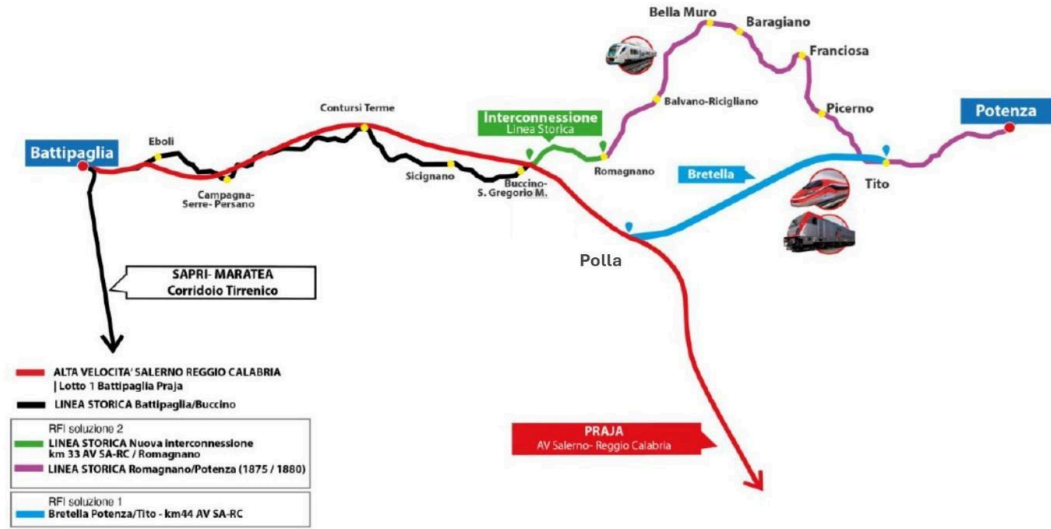 Bella Muro
Baragiano
Franciosa
Balvano-Ricigliano
Picerno
Potenza
Interconnessione
Linea Storica
Contursi Terme
Eboli
Battipaglia
Campagna-
Serre- Persano
Sicignano
Buccino-
S. Gregorio M.
Romagnano
Bretella
Tito
Polla
SAPRI- MARATEA
Corridoio Tirrenico
ALTA VELOCITA' SALERNO REGGIO CALABRIA
| Lotto 1 Battipaglia Praja
LINEA STORICA Battipaglia/Buccino
RFI soluzione 2
LINEA STORICA Nuova interconnessione
km 33 AV SA-RC / Romagnano
LINEA STORICA Romagnano/Potenza (1875 / 1880)
RFI soluzione 1
Bretella Potenza/Tito - km44 AV SA-RC
PRAJA
AV Salerno- Reggio Calabria